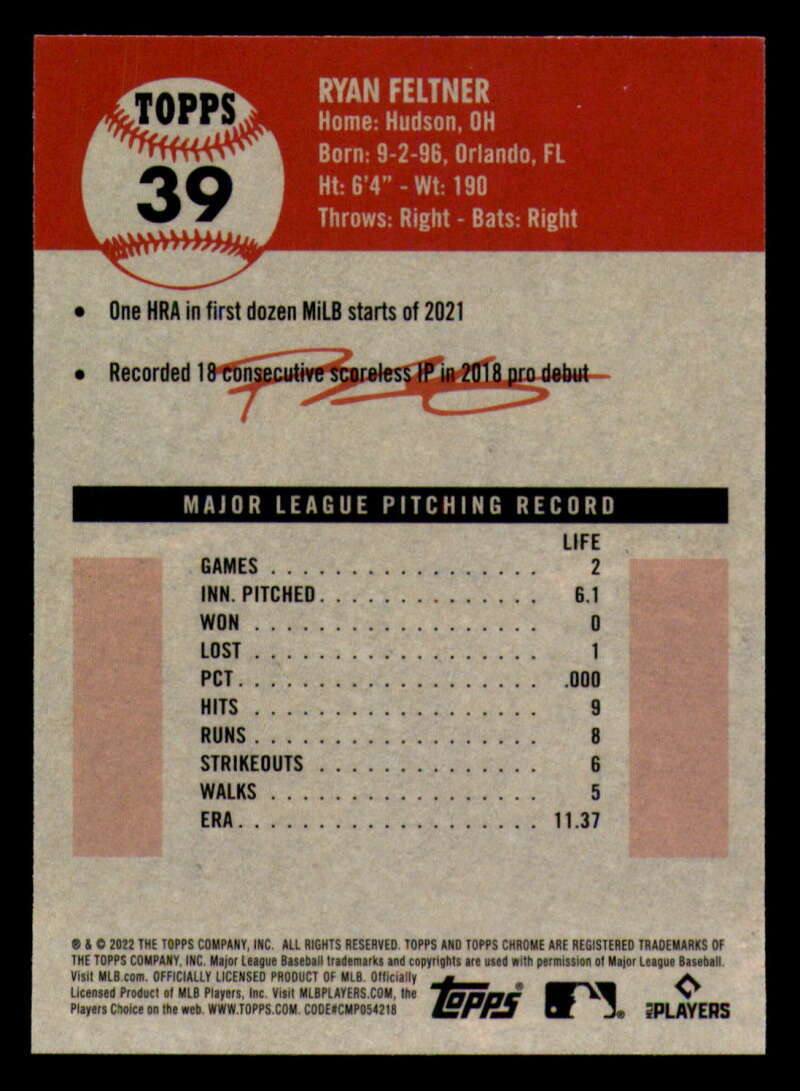 TOPPS
39
RYAN FELTNER
Home: Hudson, OH
Born: 9-2-96, Orlando, FL
Ht: 6'4" - Wt: 190
Throws: Right - Bats: Right
• One HRA in first dozen MiLB starts of 2021
• Recorded 18 consecutive scoreless IP in 2018 pro debut
MAJOR LEAGUE PITCHING RECORD
LIFE
GAMES . . . . . . . . . . . . . . . . . 2
INN. PITCHED. . . . . . . . . . . . . . 6.1
WON . . . . . . . . . . . . . . . . . . 0
LOST . . . . . . . . . . . . . . . . . . 1
PCT. . . . . . . . . . . . . . . . . . . .000
HITS . . . . . . . . . . . . . . . . . . 9
RUNS . . . . . . . . . . . . . . . . . . 8
STRIKEOUTS . . . . . . . . . . . . . . 6
WALKS . . . . . . . . . . . . . . . . . 5
ERA. . . . . . . . . . . . . . . . . . . 11.37
® & © 2022 THE TOPPS COMPANY, INC. ALL RIGHTS RESERVED. TOPPS AND TOPPS CHROME ARE REGISTERED TRADEMARKS OF
THE TOPPS COMPANY, INC. Major League Baseball trademarks and copyrights are used with permission of Major League Baseball.
Visit MLB.com. OFFICIALLY LICENSED PRODUCT OF MLB. Officially
Licensed Product of MLB Players, Inc. Visit MLBPLAYERS.COM, the
Players Choice on the web. WWW.TOPPS.COM. CODE#CMP054218
Topps® ® MLB PLAYERS